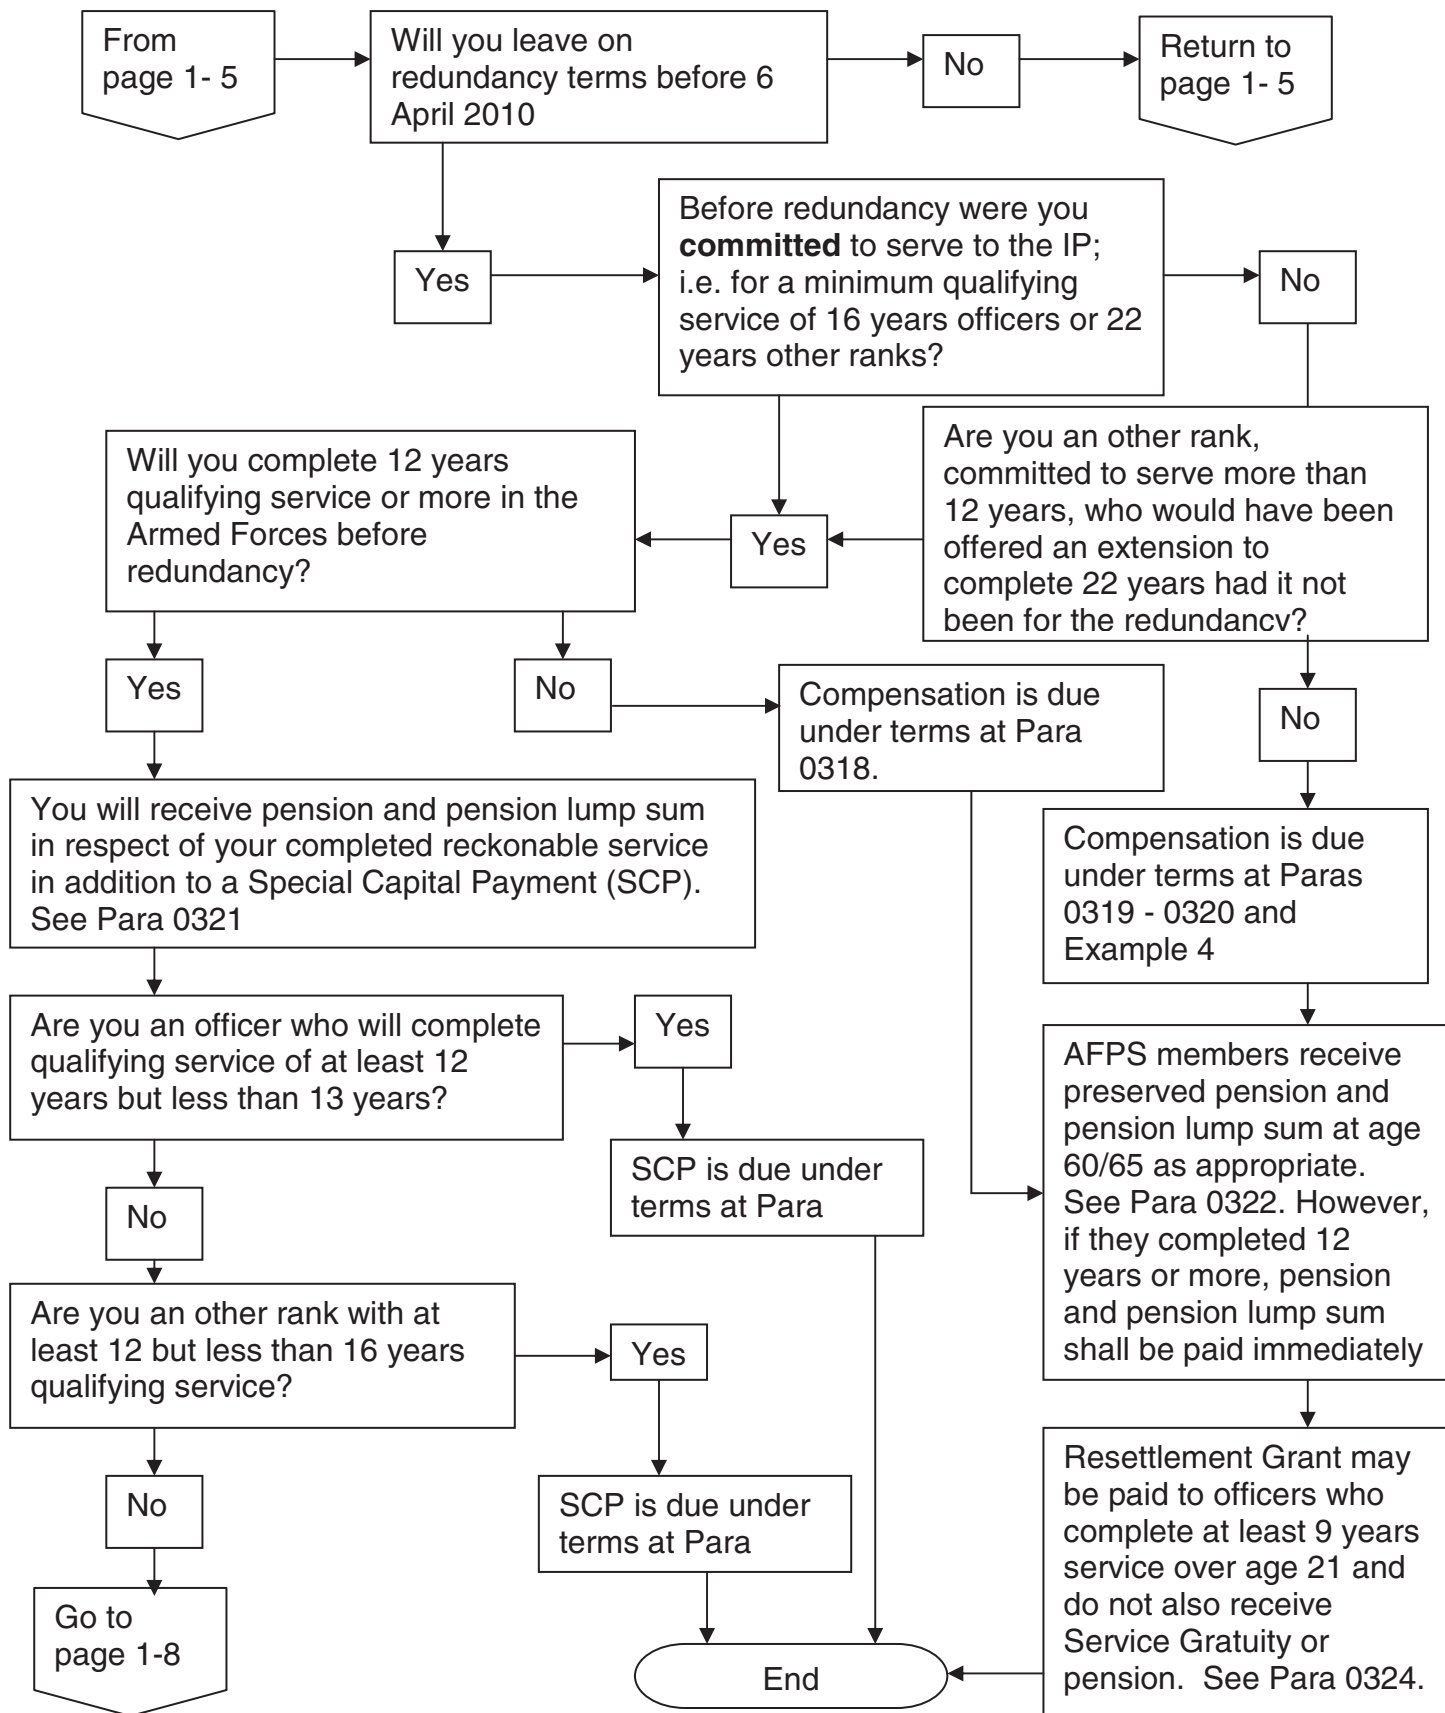 From
page 1- 5
Will you leave on
redundancy terms before 6
April 2010
No
Return to
page 1- 5
Yes
Before redundancy were you
committed to serve to the IP;
i.e. for a minimum qualifying
service of 16 years officers or 22
years other ranks?
No
Will you complete 12 years
qualifying service or more in the
Armed Forces before
redundancy?
Yes
Are you an other rank,
committed to serve more than
12 years, who would have been
offered an extension to
complete 22 years had it not
been for the redundancy?
Yes
No
Compensation is due
under terms at Para
0318.
No
You will receive pension and pension lump sum
in respect of your completed reckonable service
in addition to a Special Capital Payment (SCP).
See Para 0321
Compensation is due
under terms at Paras
0319 - 0320 and
Example 4
Are you an officer who will complete
qualifying service of at least 12
years but less than 13 years?
Yes
SCP is due under
terms at Para
AFPS members receive
preserved pension and
pension lump sum at age
60/65 as appropriate.
See Para 0322. However,
if they completed 12
years or more, pension
and pension lump sum
shall be paid immediately
No
Are you an other rank with at
least 12 but less than 16 years
qualifying service?
Yes
SCP is due under
terms at Para
Resettlement Grant may
be paid to officers who
complete at least 9 years
service over age 21 and
do not also receive
Service Gratuity or
pension. See Para 0324.
No
Go to
page 1-8
End